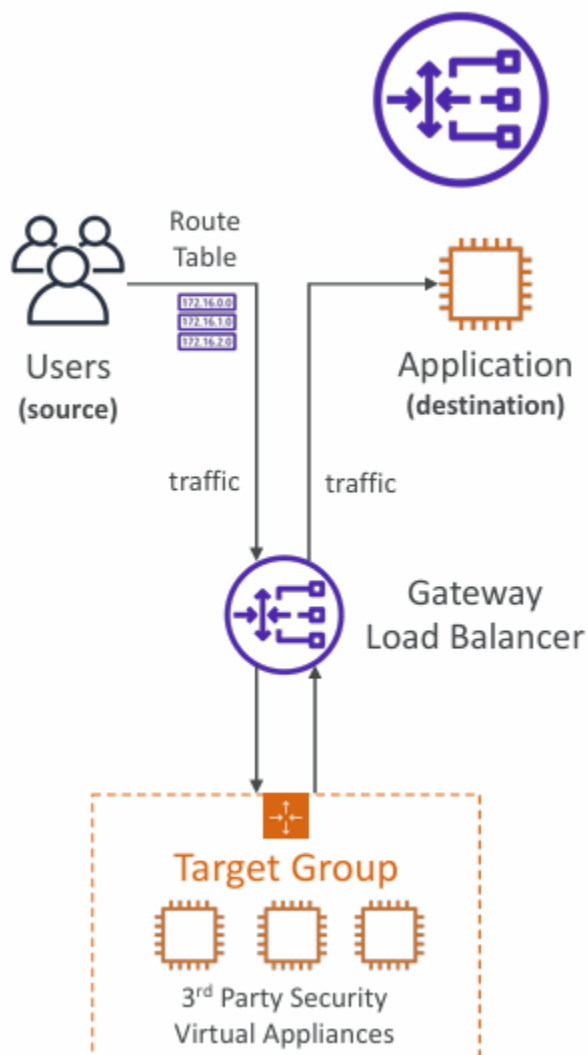 Route
Table
172.16.0.0
172.16.1.0
172.16.2.0
Users
(source)
Application
(destination)
traffic
traffic
Gateway
Load Balancer
Target Group
3rd Party Security
Virtual Appliances